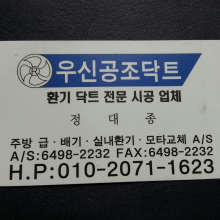 우신공조닥트
환기 닥트 전문 시공 업체
정 대 종
주방 급 · 배기 · 실내환기 · 모타교체 A/S
A/S:6498-2232 FAX:6498-2232
H.P:010-2071-1623